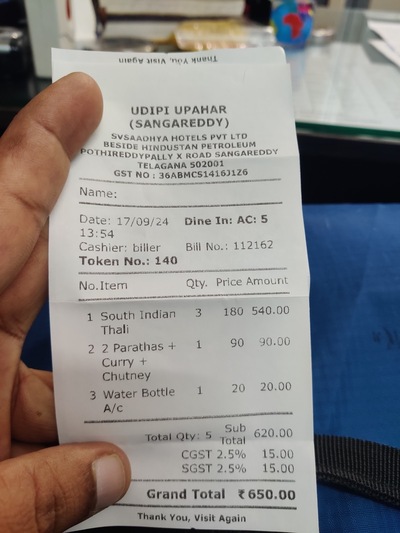 Thank You, Visit Again
UDIPI UPAHAR
(SANGAREDDY)
SVSAADHYA HOTELS PVT LTD
BESIDE HINDUSTAN PETROLEUM
POTHIREDDYPALLY X ROAD SANGAREDDY
TELAGANA 502001
GST NO : 36ABMCS1416J1Z6
Name:
Date: 17/09/24 Dine In: AC: 5
13:54
Cashier: biller Bill No.: 112162
Token No.: 140
No.Item Qty. Price Amount
1 South Indian 3 180 540.00
Thali
2 2 Parathas + 1 90 90.00
Curry +
Chutney
3 Water Bottle 1 20 20.00
A/c
Total Qty: 5 Sub Total 620.00
CGST 2.5% 15.00
SGST 2.5% 15.00
Grand Total ₹650.00
Thank You, Visit Again